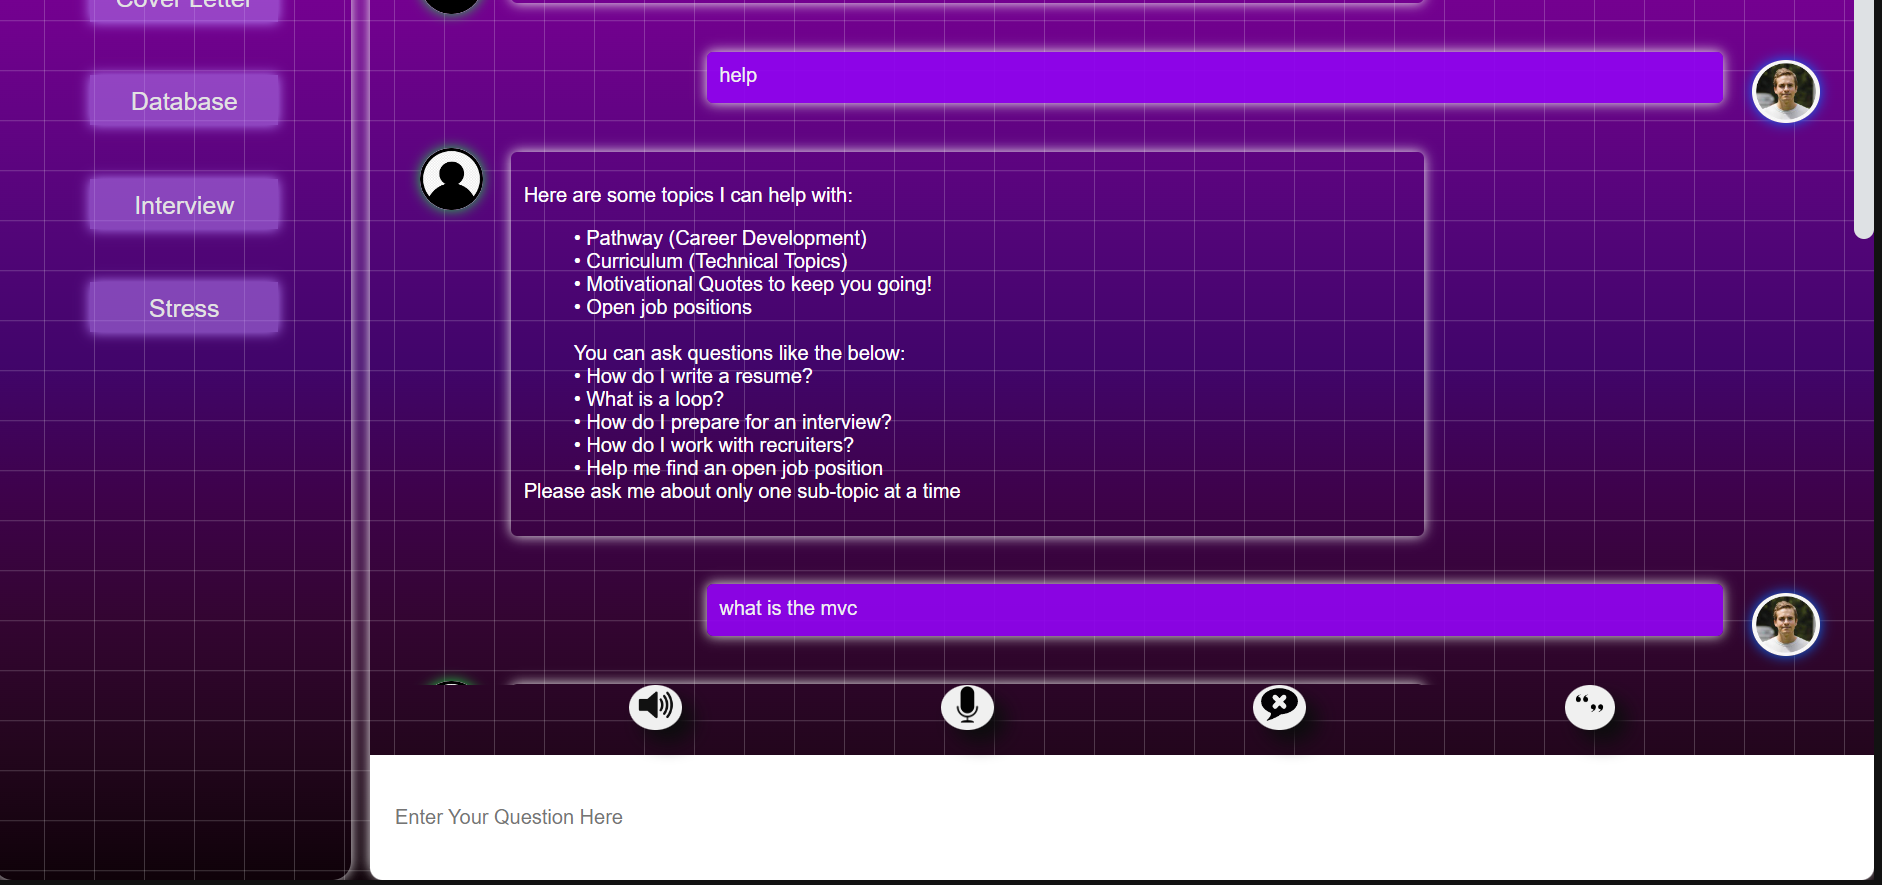 Cover Letter
Database
Interview
Stress
help
Here are some topics I can help with:
• Pathway (Career Development)
• Curriculum (Technical Topics)
• Motivational Quotes to keep you going!
• Open job positions
You can ask questions like the below:
• How do I write a resume?
• What is a loop?
• How do I prepare for an interview?
• How do I work with recruiters?
• Help me find an open job position
Please ask me about only one sub-topic at a time
what is the mvc
Enter Your Question Here